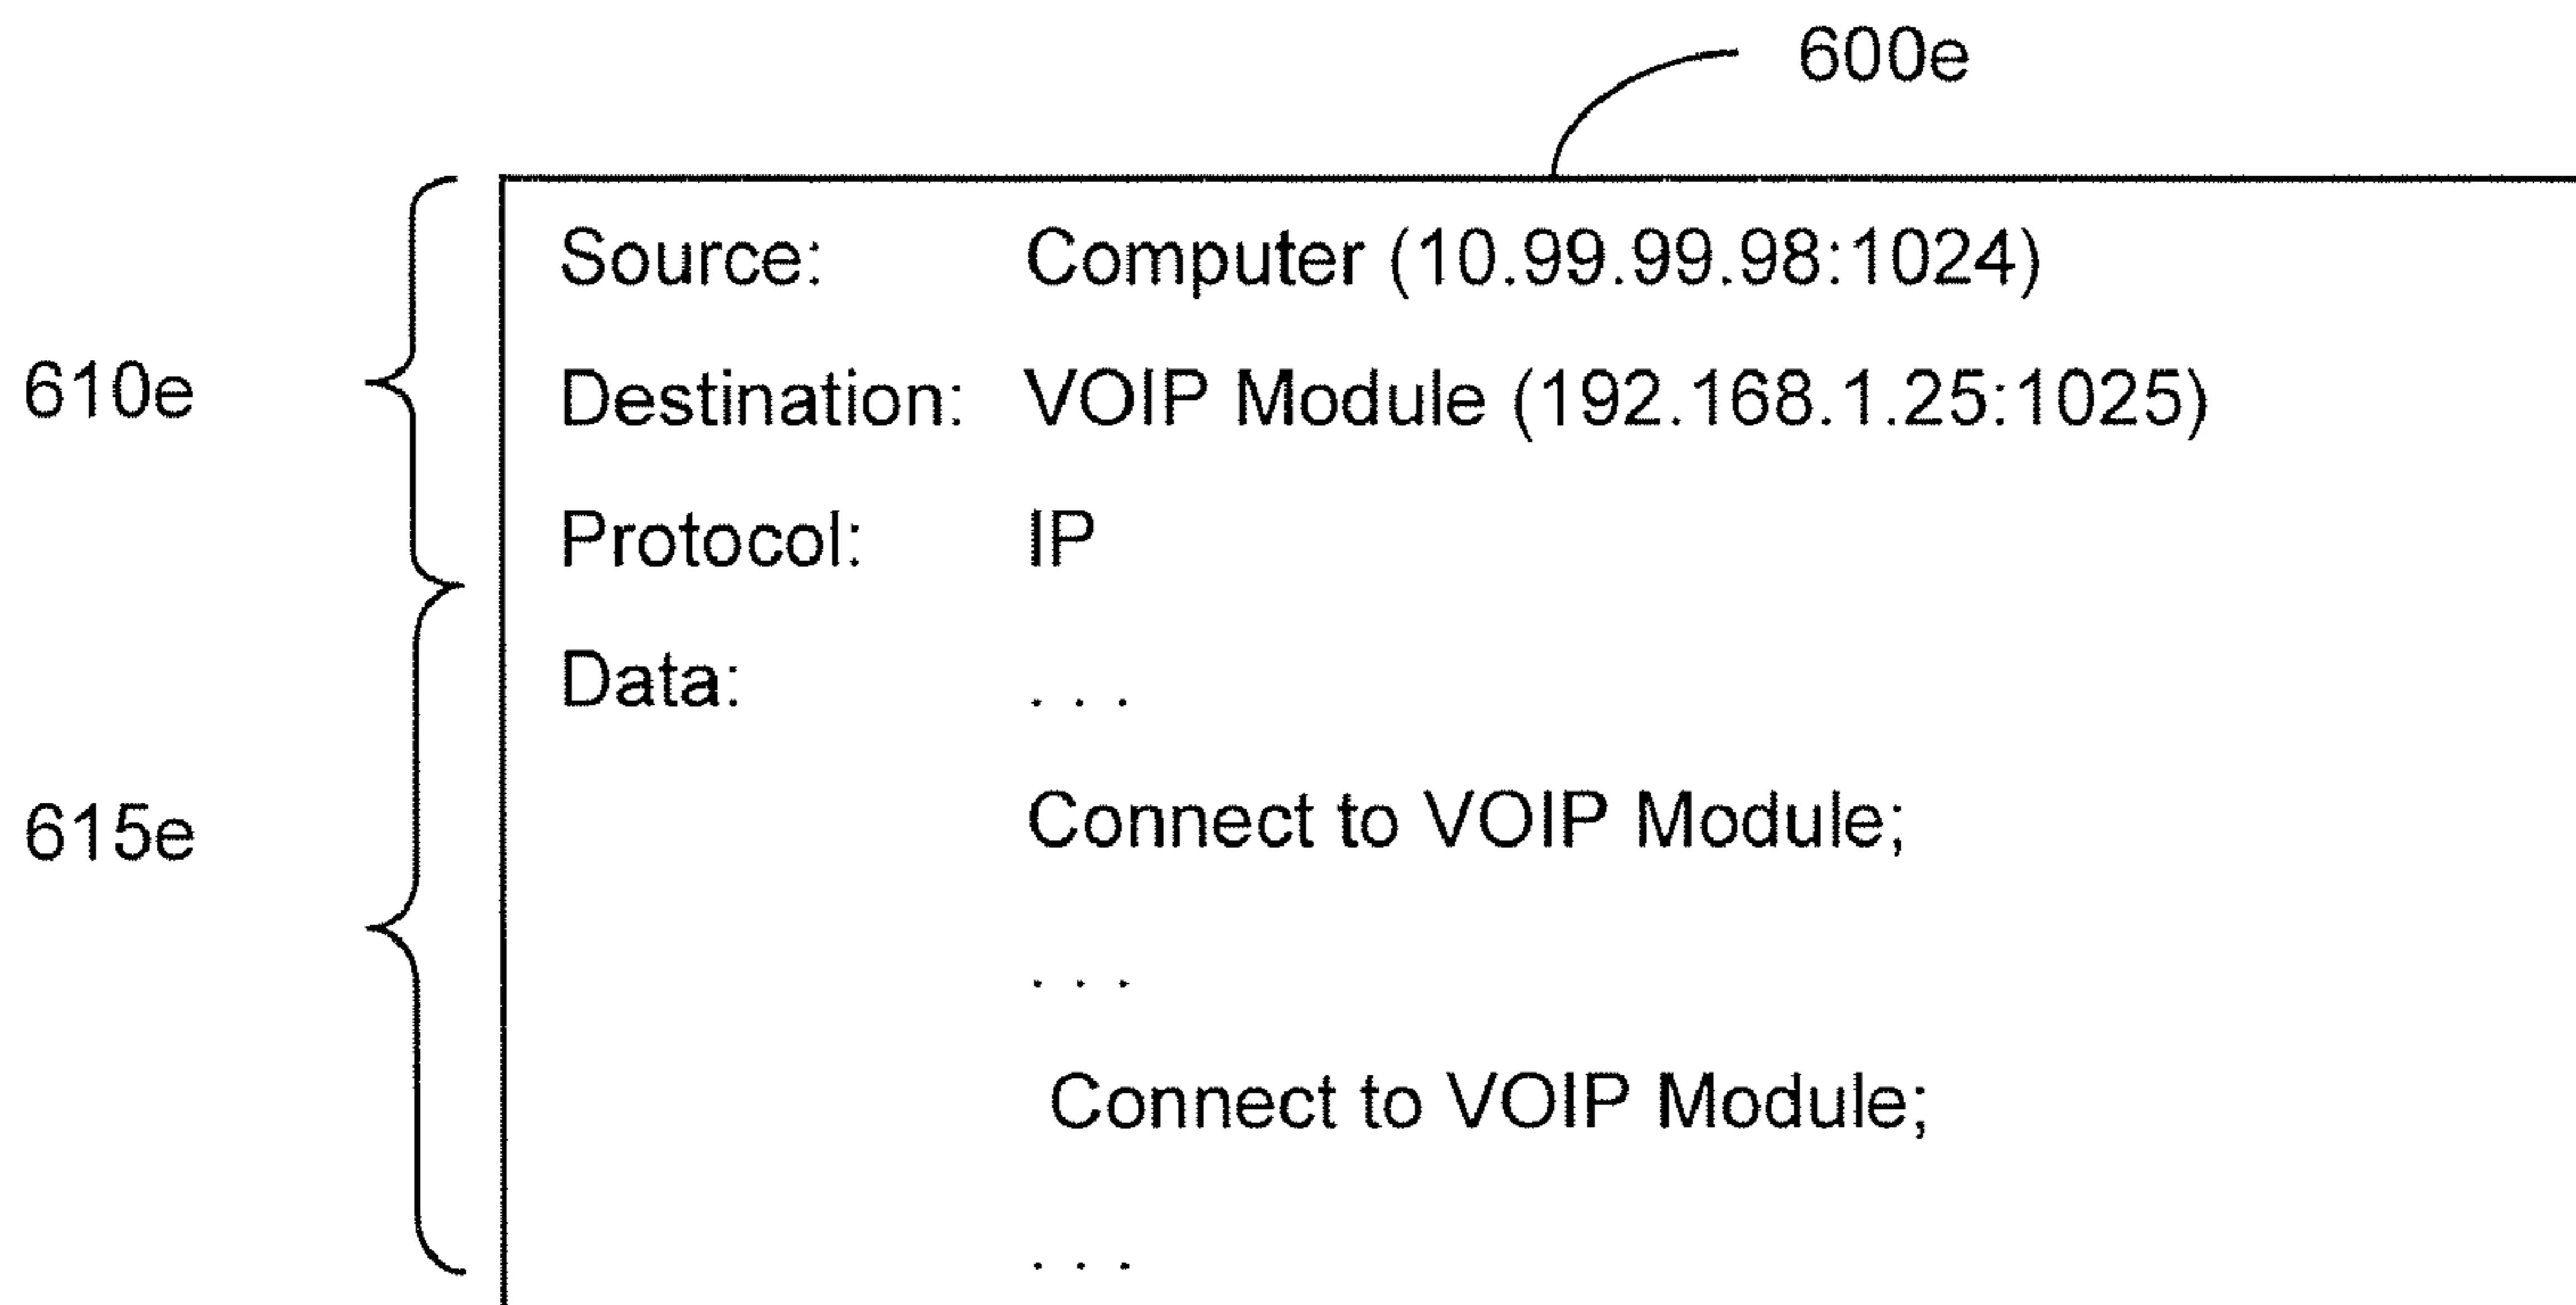 600e
Source: Computer (10.99.99.98:1024)
610e
Destination: VOIP Module (192.168.1.25:1025)
Protocol: IP
Data: . . .
615e
Connect to VOIP Module;
. . .
Connect to VOIP Module;
. . .